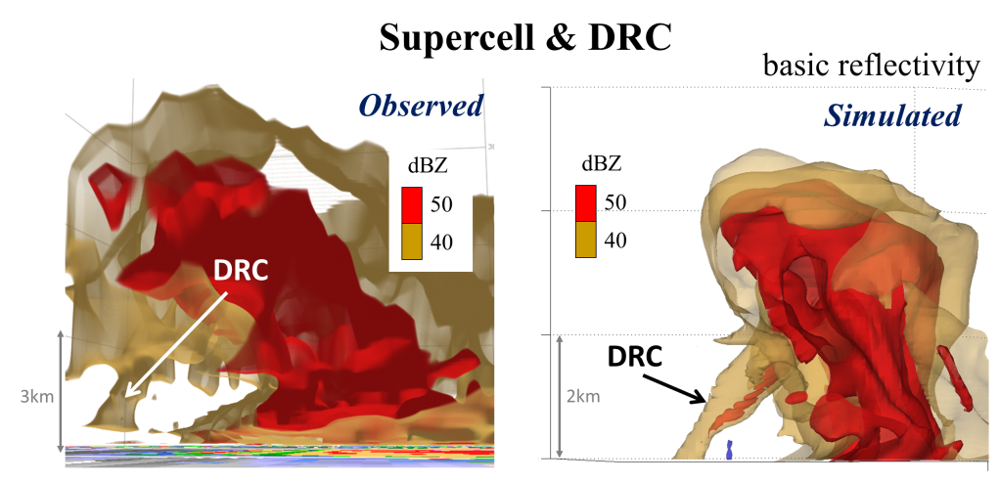 Supercell & DRC
basic reflectivity
Observed
Simulated
dBZ
50
40
DRC
3km
dBZ
50
40
DRC
2km